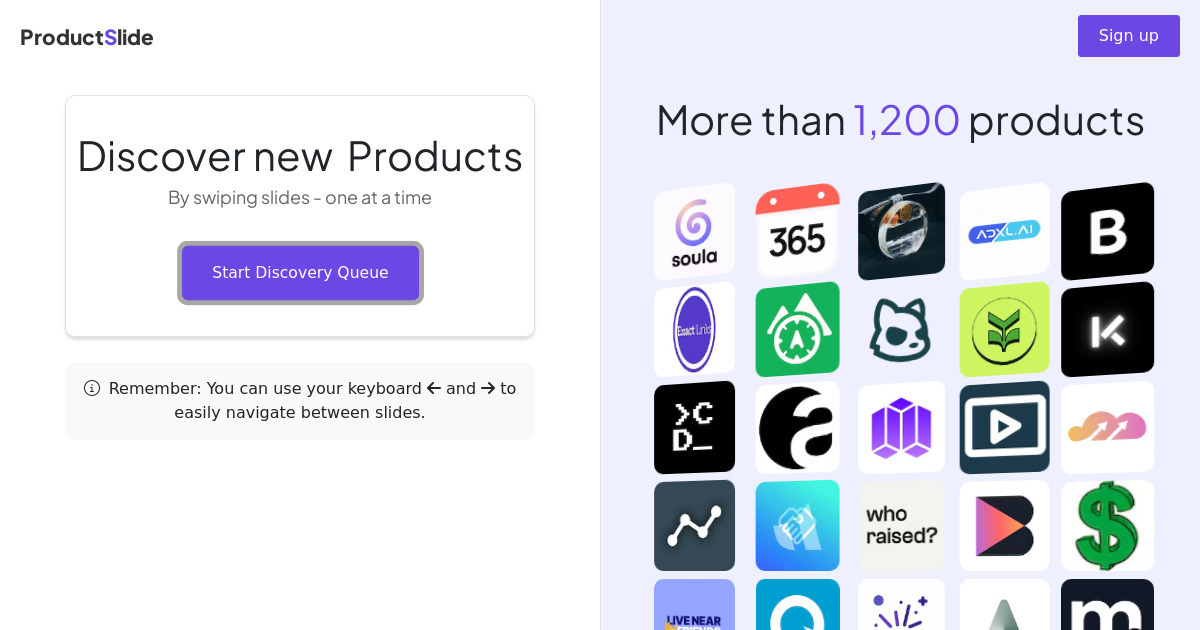 ProductSlide
Discover new Products
By swiping slides - one at a time
Start Discovery Queue
Remember: You can use your keyboard ← and → to
easily navigate between slides.
Sign up
More than 1,200 products
soula
365
ADXL.AI
B
Exact Links
K
>C
D_
a
who
raised?
LIVE NEAR
FRIENDS
m